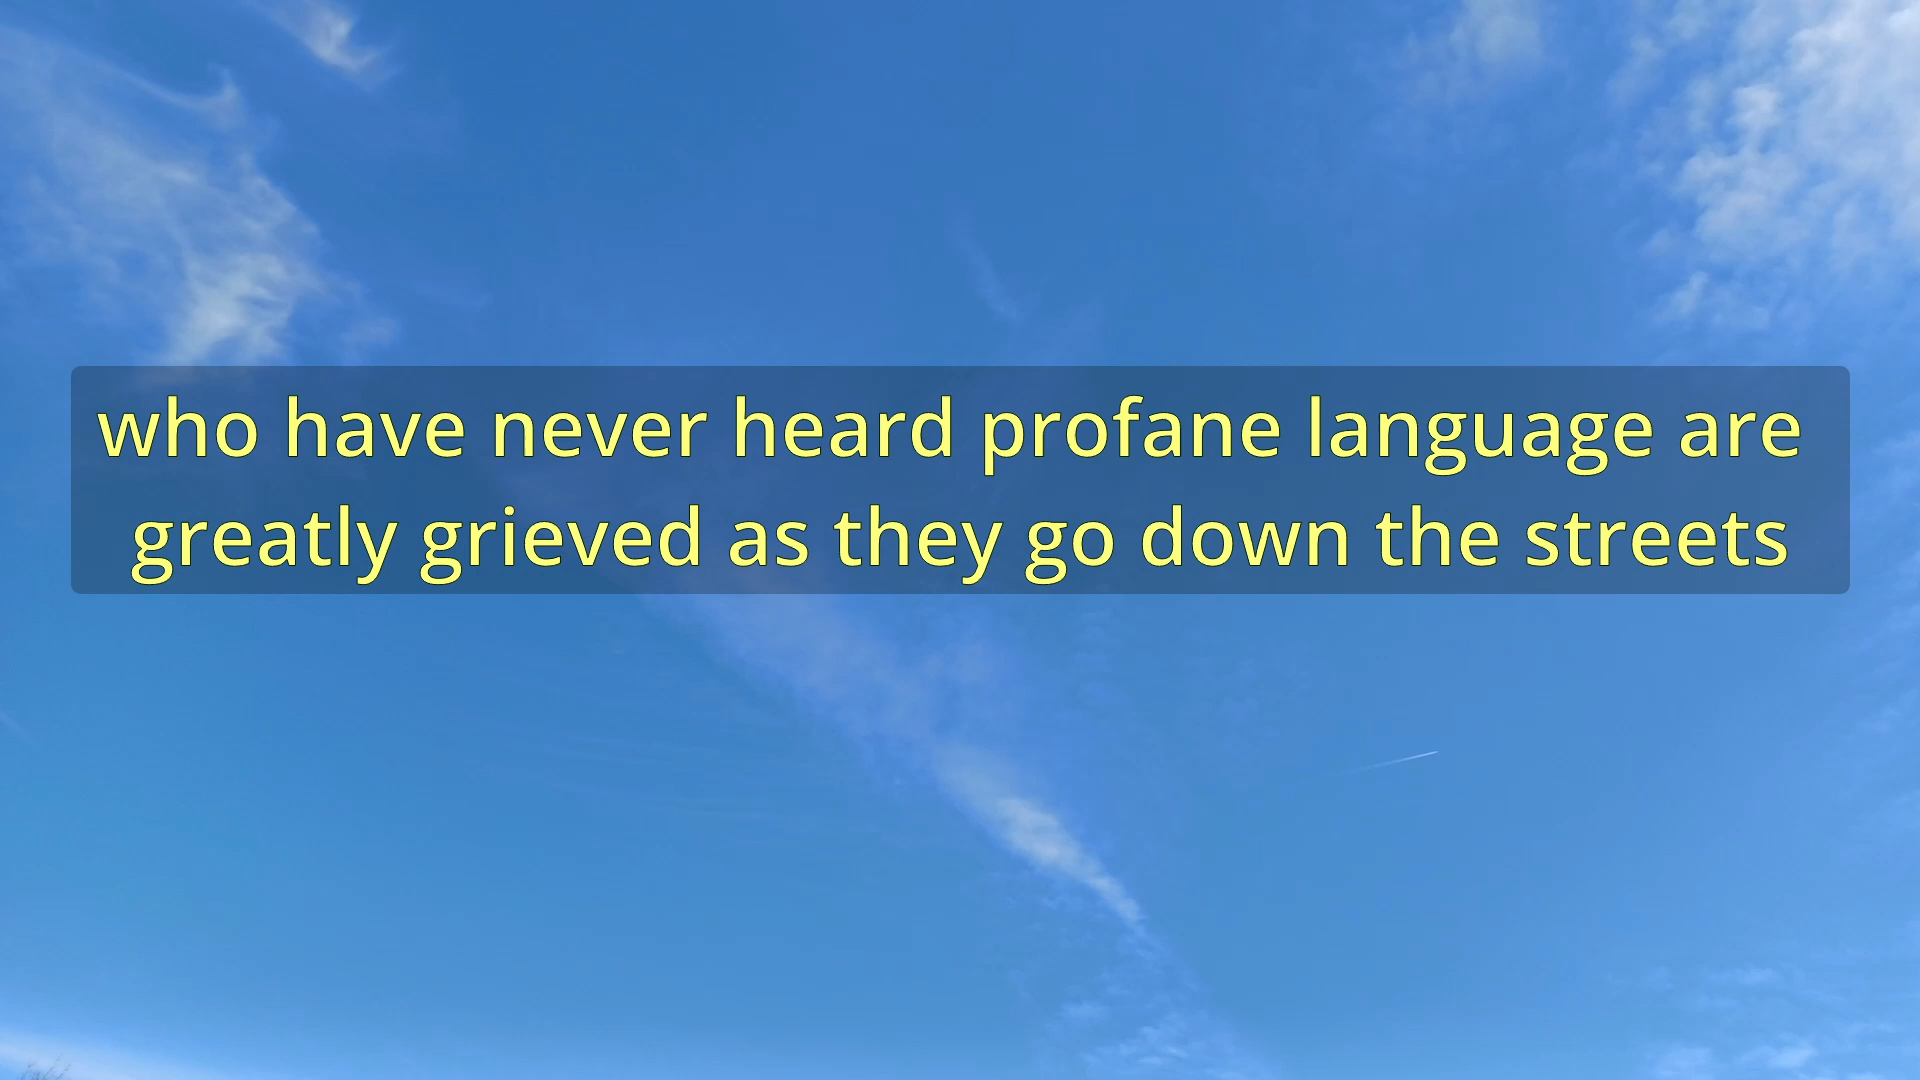 who have never heard profane language are
greatly grieved as they go down the streets